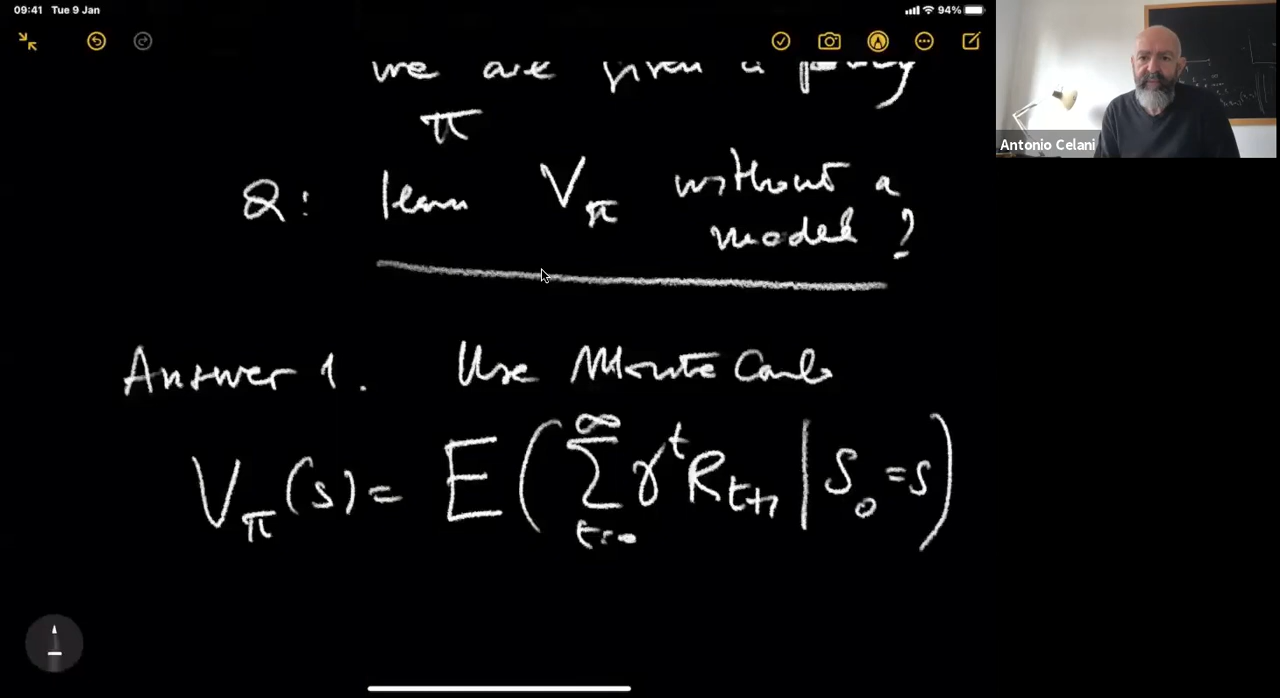 09:41 Tue 9 Jan
94%
we are given a policy
π
Q: learn Vπ without a
model?
Antonio Celani
Answer 1. Use Monte Carlo
Vπ(s) = E(∑_{t=0}^{∞} γ^t R_{t+1} | S_0 = s)